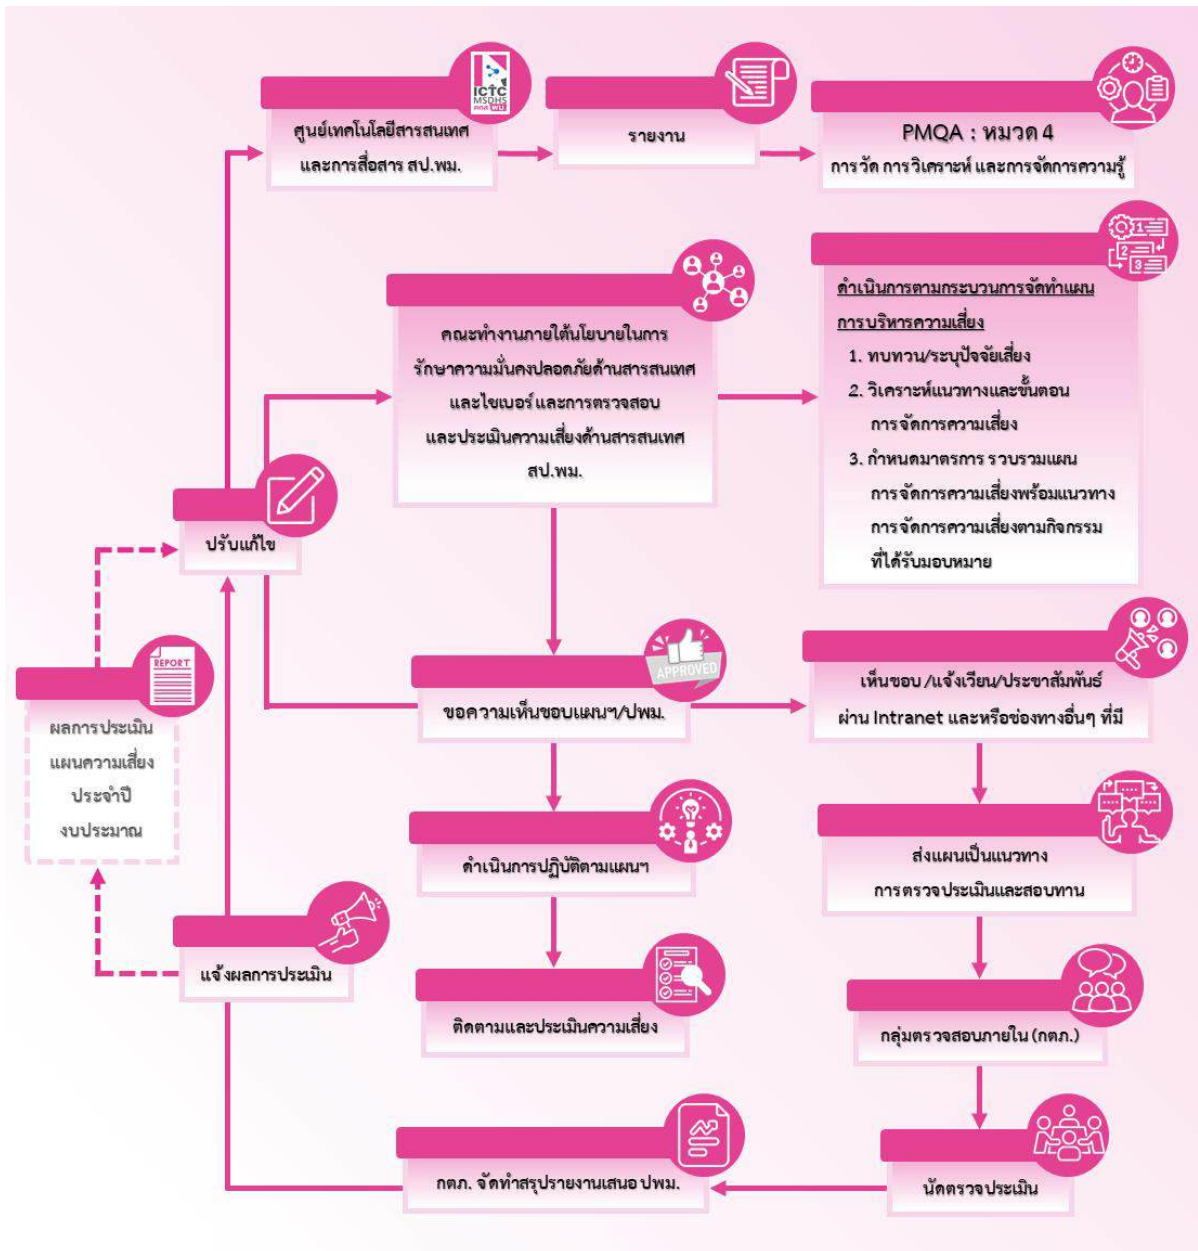 ICTC
MSDHS
ศทส พม
ศูนย์เทคโนโลยีสารสนเทศ
และการสื่อสาร สป.พม.
รายงาน
PMQA : หมวด 4
การวัด การวิเคราะห์ และการจัดการความรู้
คณะทำงานภายใต้นโยบายในการ
รักษาความมั่นคงปลอดภัยด้านสารสนเทศ
และไซเบอร์ และการตรวจสอบ
และประเมินความเสี่ยงด้านสารสนเทศ
สป.พม.
1
2
3
ดำเนินการตามกระบวนการจัดทำแผน
การบริหารความเสี่ยง
1. ทบทวน/ระบุปัจจัยเสี่ยง
2. วิเคราะห์แนวทางและขั้นตอน
การจัดการความเสี่ยง
3. กำหนดมาตรการ รวบรวมแผน
การจัดการความเสี่ยงพร้อมแนวทาง
การจัดการความเสี่ยงตามกิจกรรม
ที่ได้รับมอบหมาย
ปรับแก้ไข
REPORT
ผลการประเมิน
แผนความเสี่ยง
ประจำปี
งบประมาณ
APPROVED
ขอความเห็นชอบแผนฯ/ปพม.
เห็นชอบ /แจ้งเวียน/ประชาสัมพันธ์
ผ่าน Intranet และหรือช่องทางอื่นๆ ที่มี
ดำเนินการปฏิบัติตามแผนฯ
ส่งแผนเป็นแนวทาง
การตรวจประเมินและสอบทาน
แจ้งผลการประเมิน
ติดตามและประเมินความเสี่ยง
กลุ่มตรวจสอบภายใน (กตภ.)
กตภ. จัดทำสรุปรายงานเสนอ ปพม.
นัดตรวจประเมิน